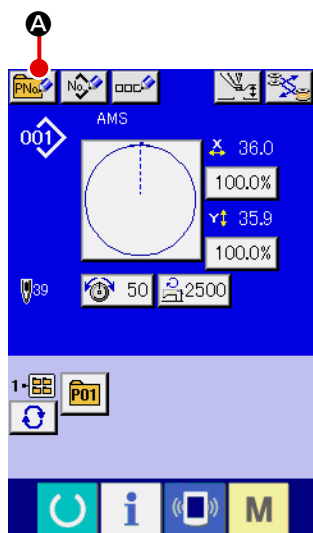 A
PNo. No.
001
AMS
X 36.0
100.0%
Y 35.9
100.0%
39 50 2500
1- P01
i M